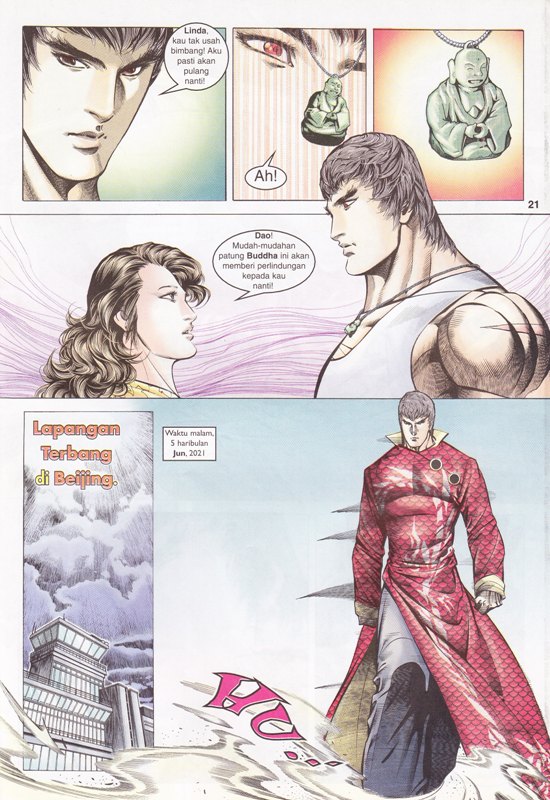 Linda,
kau tak usah
bimbang! Aku
pasti akan
pulang
nanti!
Ah!
21
Dao!
Mudah-mudahan
patung Buddha ini akan
memberi perlindungan
kepada kau
nanti!
Lapangan
Terbang
di Beijing.
Waktu malam,
5 haribulan
Jun, 2021
HU...